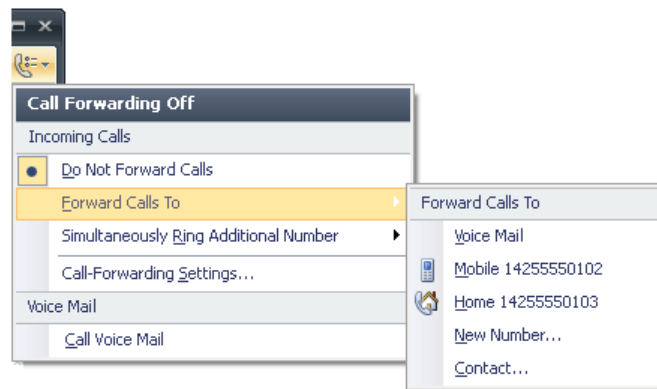 Call Forwarding Off
Incoming Calls
Do Not Forward Calls
Forward Calls To
Simultaneously Ring Additional Number
Call-Forwarding Settings...
Voice Mail
Call Voice Mail
Forward Calls To
Voice Mail
Mobile 14255550102
Home 14255550103
New Number...
Contact...